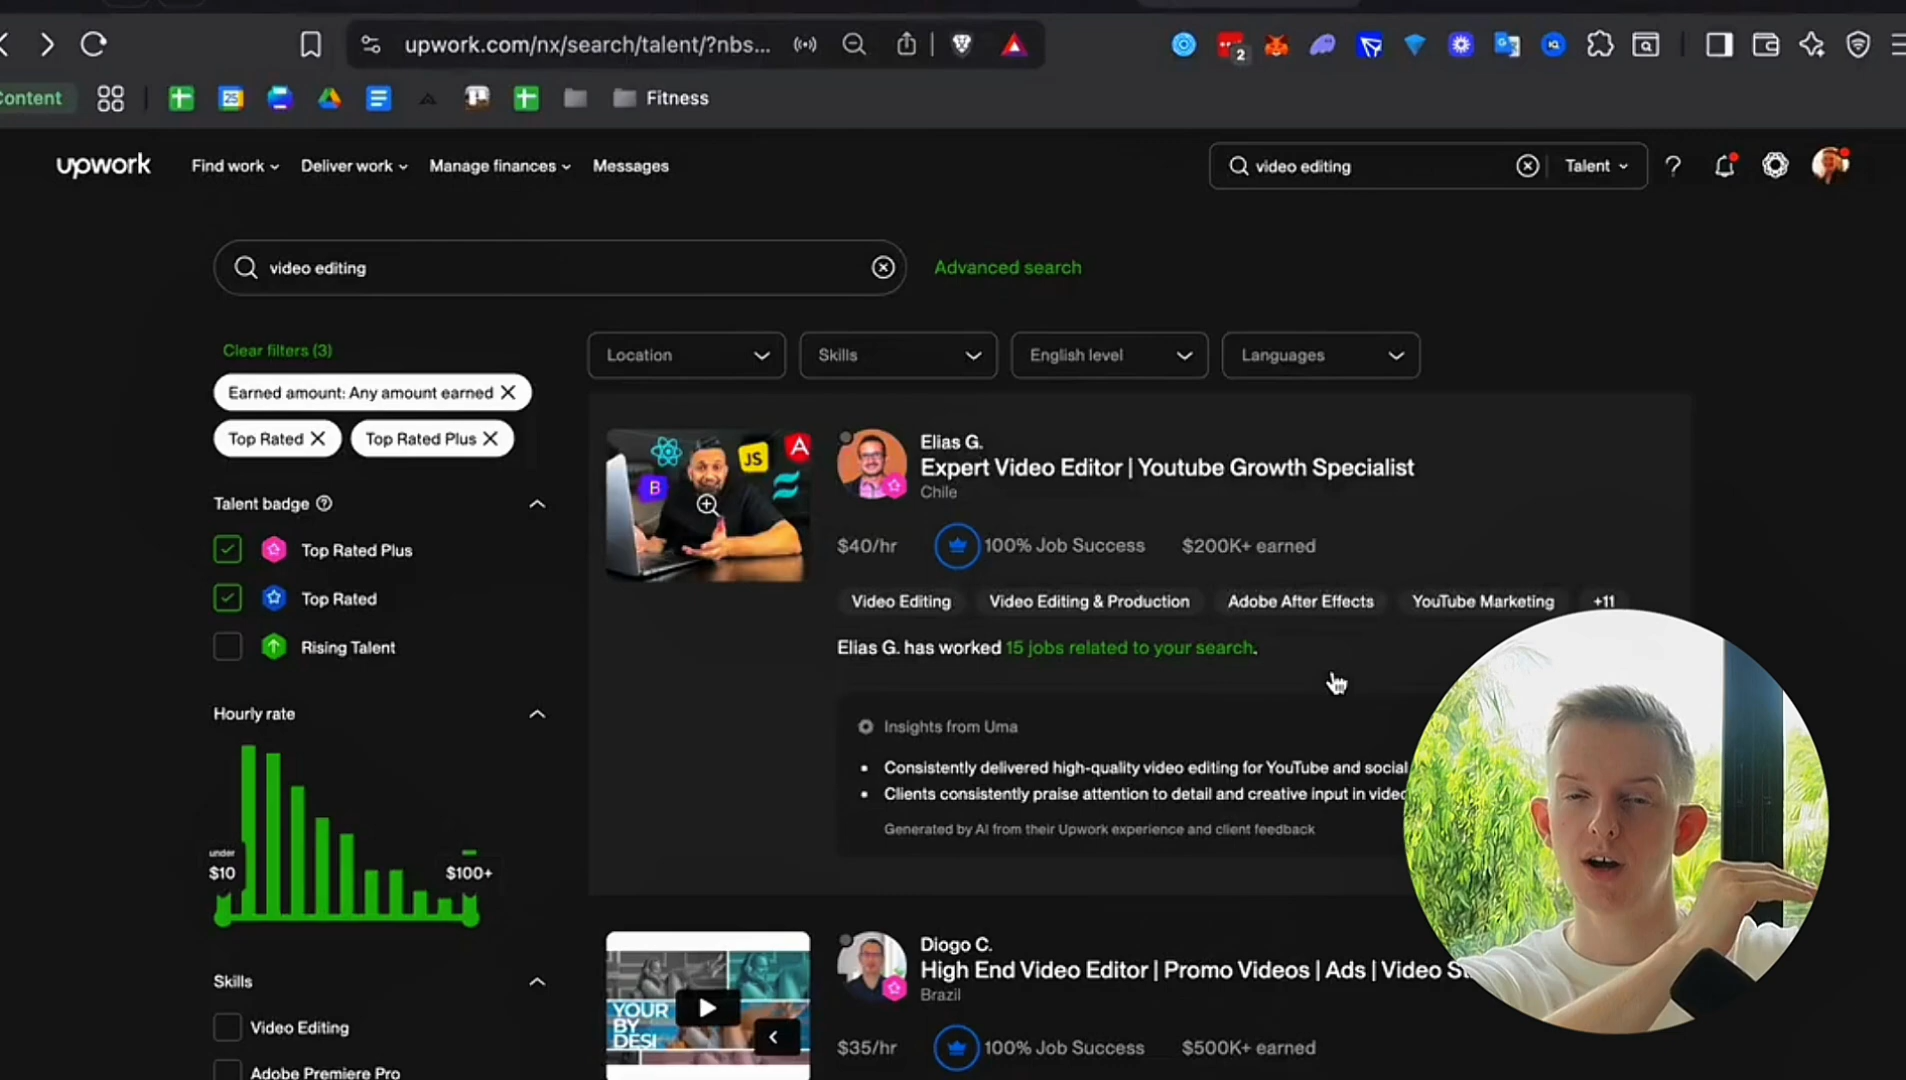 upwork.com/nx/search/talent/?nbs...
2
Content
25
Fitness
upwork
Find work
Deliver work
Manage finances
Messages
video editing
Talent
?
video editing
Advanced search
Clear filters (3)
Earned amount: Any amount earned
Top Rated
Top Rated Plus
Location
Skills
English level
Languages
Talent badge
Top Rated Plus
Top Rated
Rising Talent
Hourly rate
under
$10
$100+
Skills
Video Editing
Adobe Premiere Pro
JS
A
B
Elias G.
Expert Video Editor | Youtube Growth Specialist
Chile
$40/hr
100% Job Success
$200K+ earned
Video Editing
Video Editing & Production
Adobe After Effects
YouTube Marketing
+11
Elias G. has worked 15 jobs related to your search.
Insights from Uma
Consistently delivered high-quality video editing for YouTube and social
Clients consistently praise attention to detail and creative input in video
Generated by AI from their Upwork experience and client feedback
YOUR
BY
DESI
Diogo C.
High End Video Editor | Promo Videos | Ads | Video
Brazil
$35/hr
100% Job Success
$500K+ earned